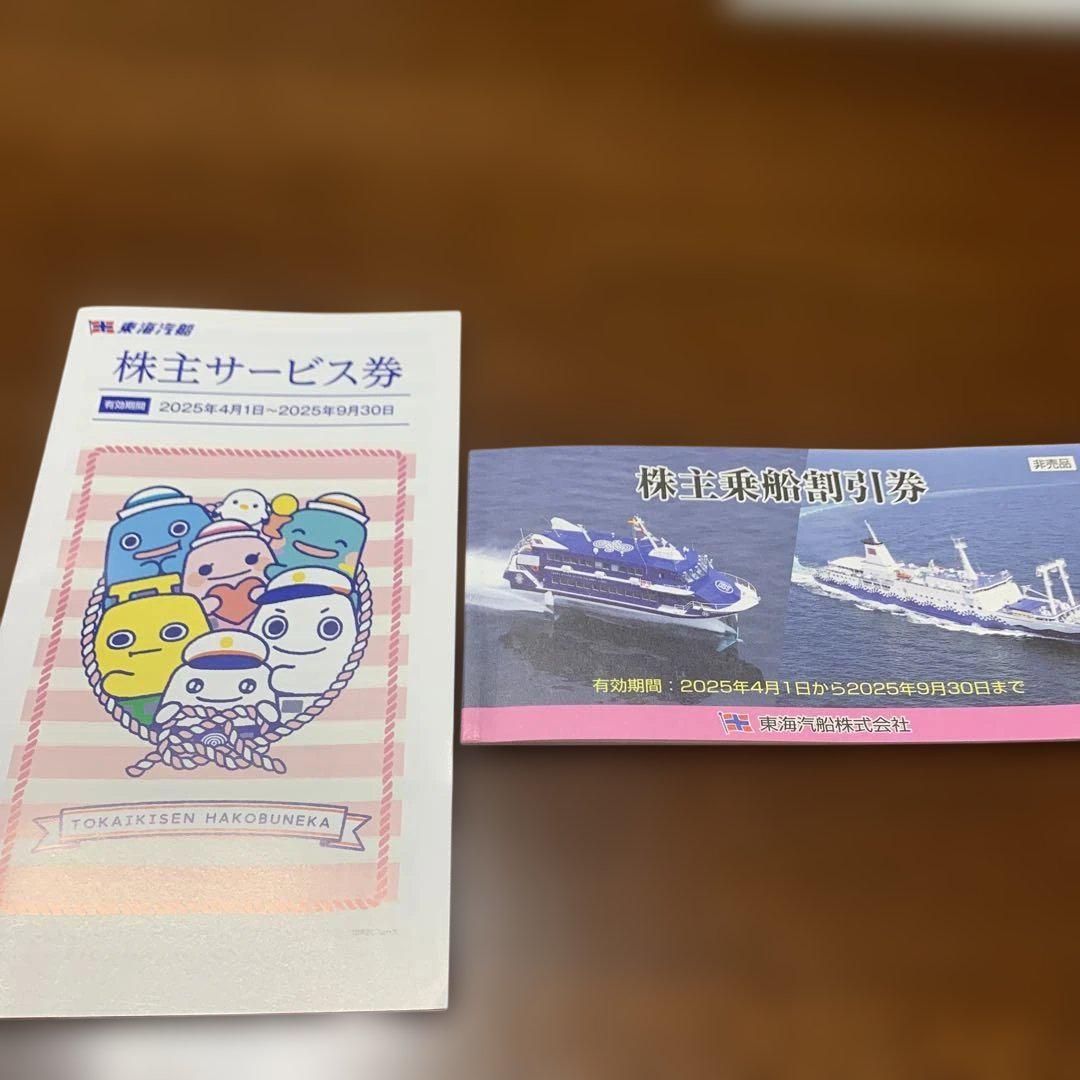 東海汽船
株主サービス券
有効期間 2025年4月1日~2025年9月30日
TOKAIKISEN HAKOBUNEKA
非売品
株主乗船割引券
有効期間:2025年4月1日から2025年9月30日まで
東海汽船株式会社